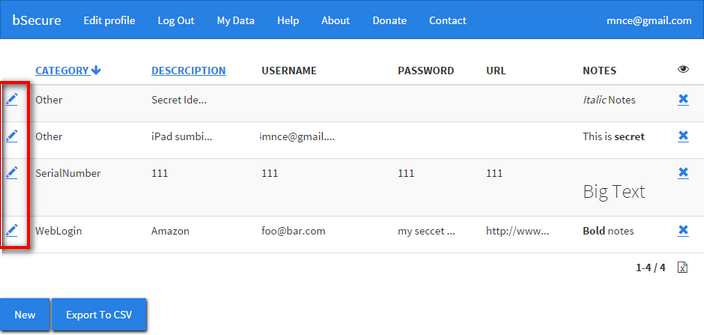 bSecure Edit profile Log Out My Data Help About Donate Contact mnce@gmail.com
CATEGORY DESCRCIPTION USERNAME PASSWORD URL NOTES
Other Secret Ide... Italic Notes
Other iPad sumbi... imnce@gmail.... This is secret
SerialNumber 111 111 111 111 Big Text
WebLogin Amazon foo@bar.com my seccet ... http://www... Bold notes
1-4 / 4
New Export To CSV